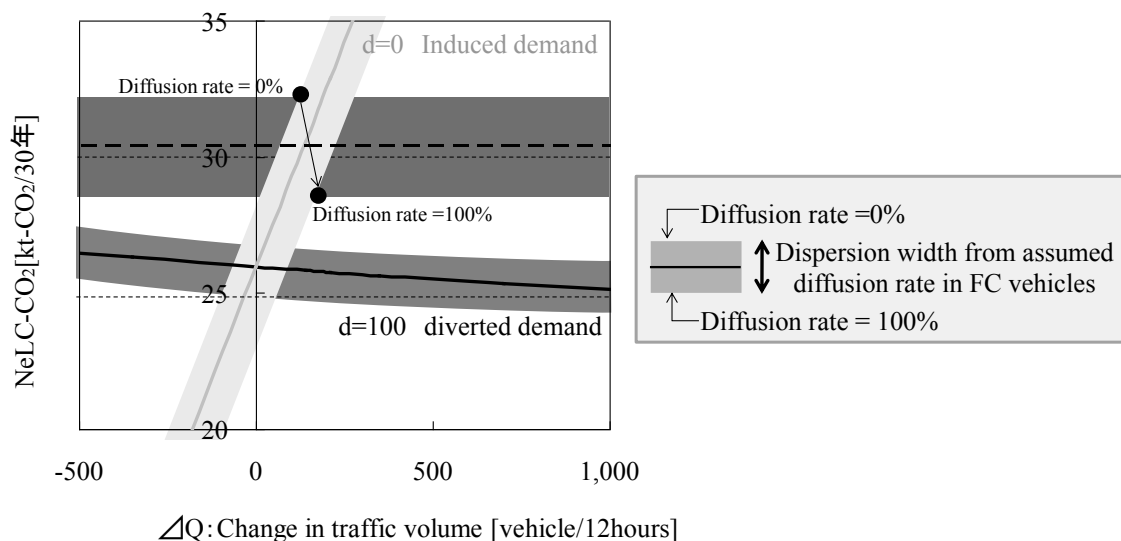 35
d=0 Induced demand
Diffusion rate = 0%
30
Diffusion rate =100%
25
d=100 diverted demand
20
NeLC-CO₂[kt-CO₂/30年]
-500 0 500 1,000
⊿Q:Change in traffic volume [vehicle/12hours]
Diffusion rate =0%
Dispersion width from assumed
diffusion rate in FC vehicles
Diffusion rate = 100%